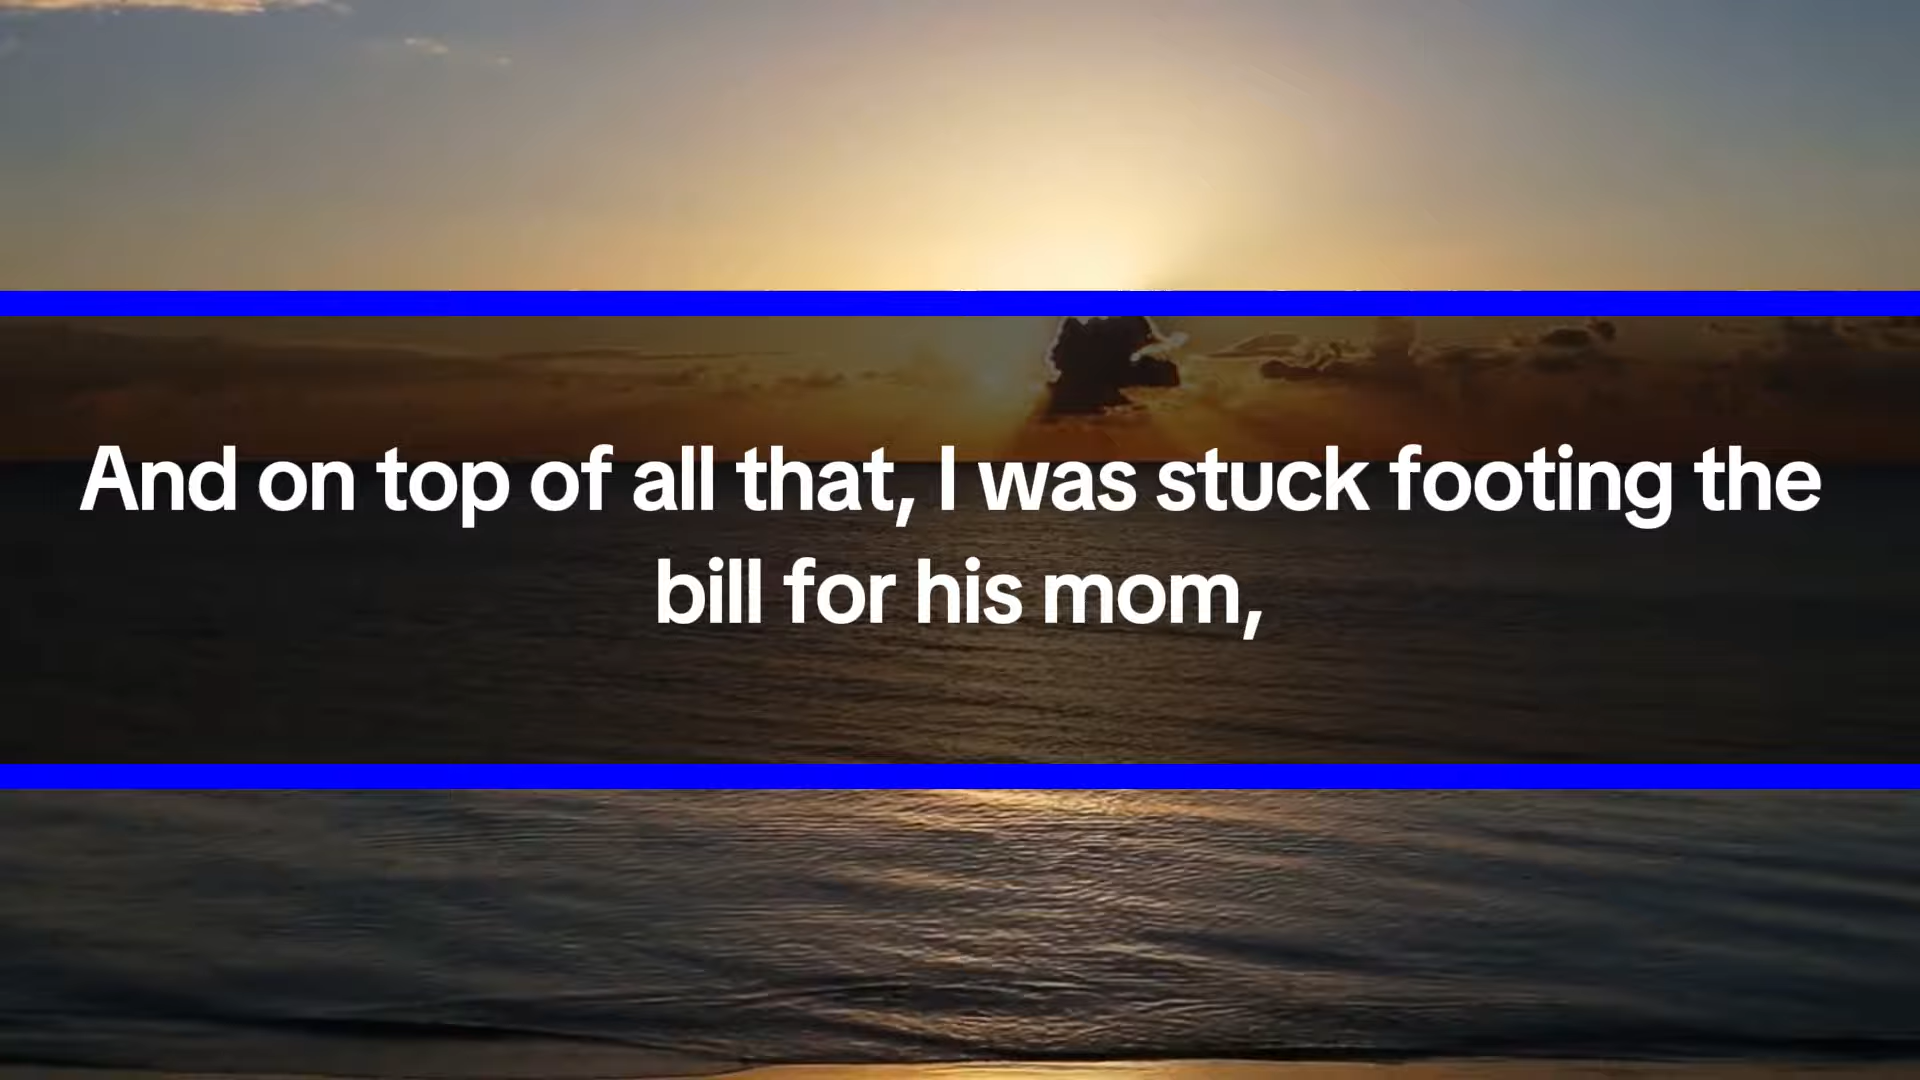 And on top of all that, I was stuck footing the
bill for his mom,